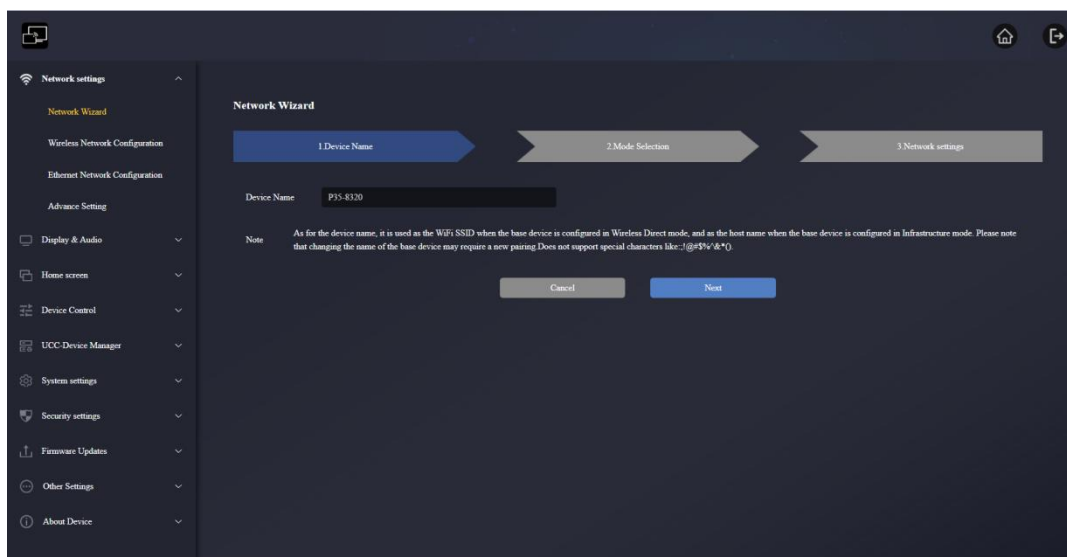 Network settings
Network Wizard
Wireless Network Configuration
Ethernet Network Configuration
Advance Setting
Display & Audio
Home screen
Device Control
UCC-Device Manager
System settings
Security settings
Firmware Updates
Other Settings
About Device
Network Wizard
1.Device Name
2.Mode Selection
3.Network settings
Device Name
P35-8320
Note
As for the device name, it is used as the WiFi SSID when the base device is configured in Wireless Direct mode, and as the host name when the base device is configured in Infrastructure mode. Please note
that changing the name of the base device may require a new pairing.Does not support special characters like:;!@#$%^&*().
Cancel
Next